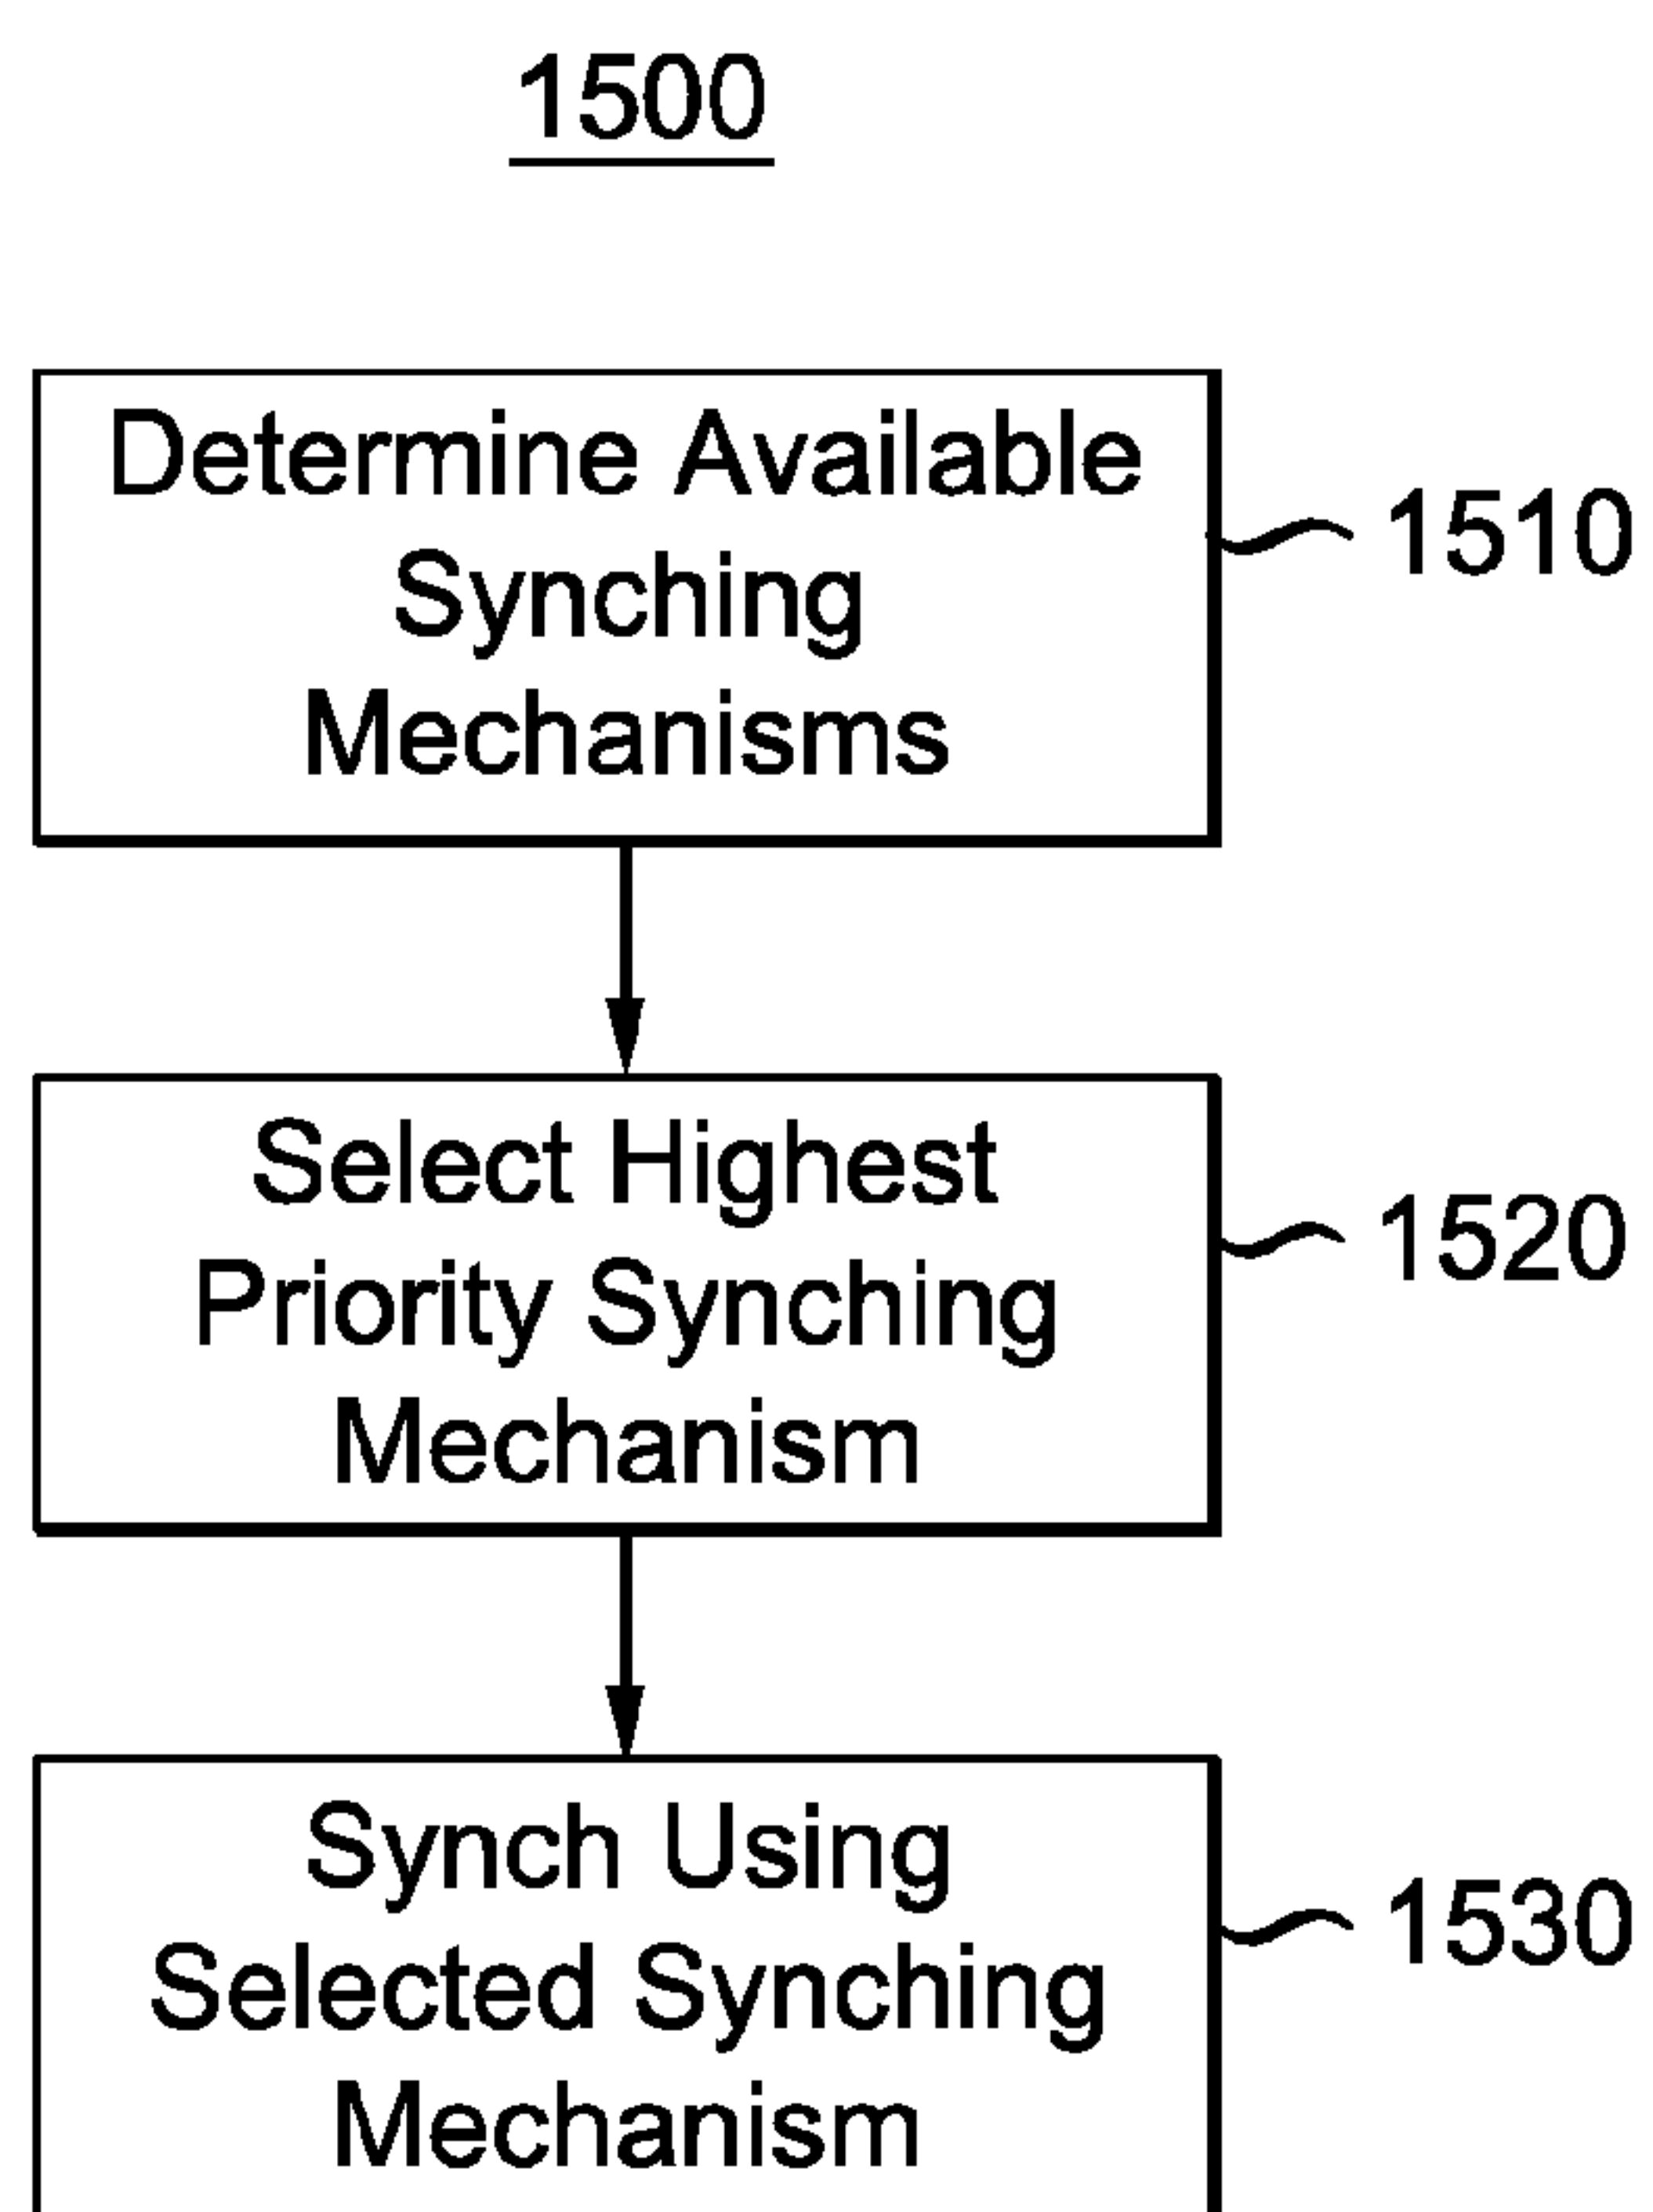 1500
Determine Available
Synching
Mechanisms
1510
Select Highest
Priority Synching
Mechanism
1520
Synch Using
Selected Synching
Mechanism
1530